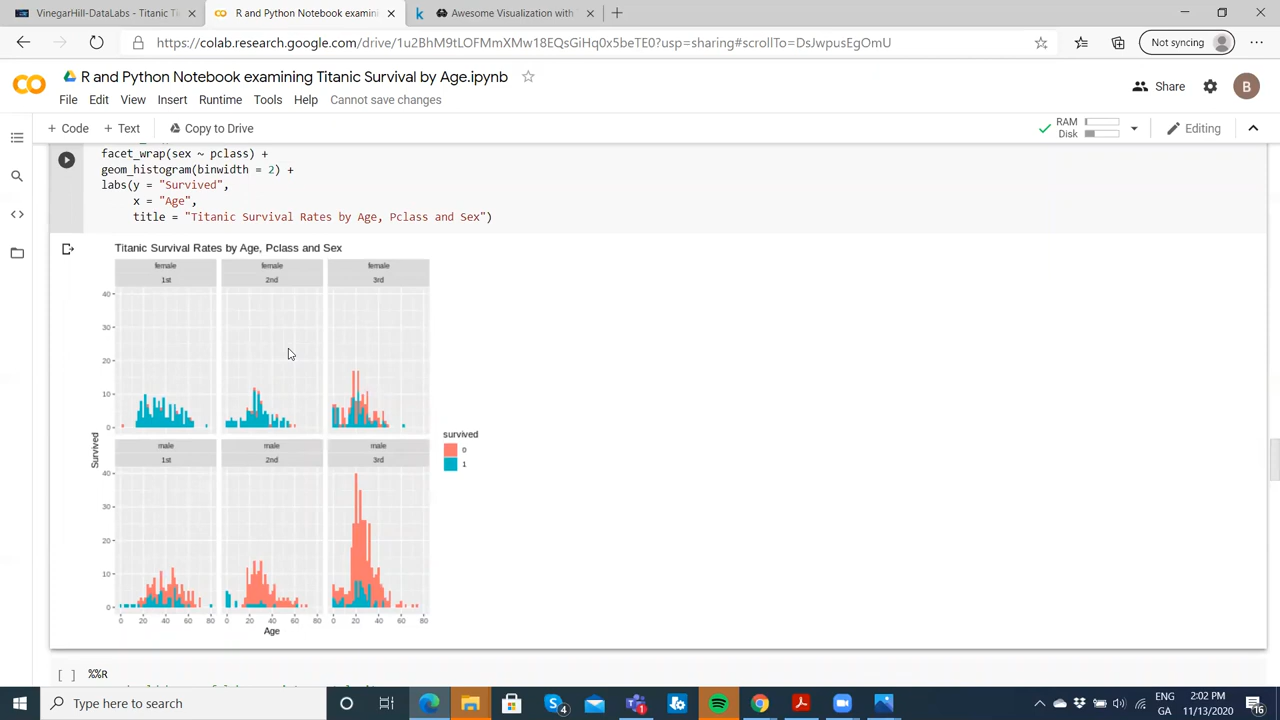 VinegarHill-DataLabs - Titanic Ti
R and Python Notebook examining
Awesome Visualization with
https://colab.research.google.com/drive/1u2BhM9tLOFMmXMw18EQsGiHq0x5beTE0?usp=sharing#scrollTo=DsJwpusEgOmU
Not syncing
R and Python Notebook examining Titanic Survival by Age.ipynb
Share
B
File Edit View Insert Runtime Tools Help Cannot save changes
+ Code + Text Copy to Drive
RAM
Disk
Editing
facet_wrap(sex ~ pclass) +
geom_histogram(binwidth = 2) +
labs(y = "Survived",
x = "Age",
title = "Titanic Survival Rates by Age, Pclass and Sex")
Titanic Survival Rates by Age, Pclass and Sex
female female female
1st 2nd 3rd
40
30
20
10
0
male male male
1st 2nd 3rd
40
30
20
10
0
0 20 40 60 80 0 20 40 60 80 0 20 40 60 80
Age
Survived
survived
0
1
[ ] %%R
Type here to search
4
1
ENG
GA
2:02 PM
11/13/2020
16